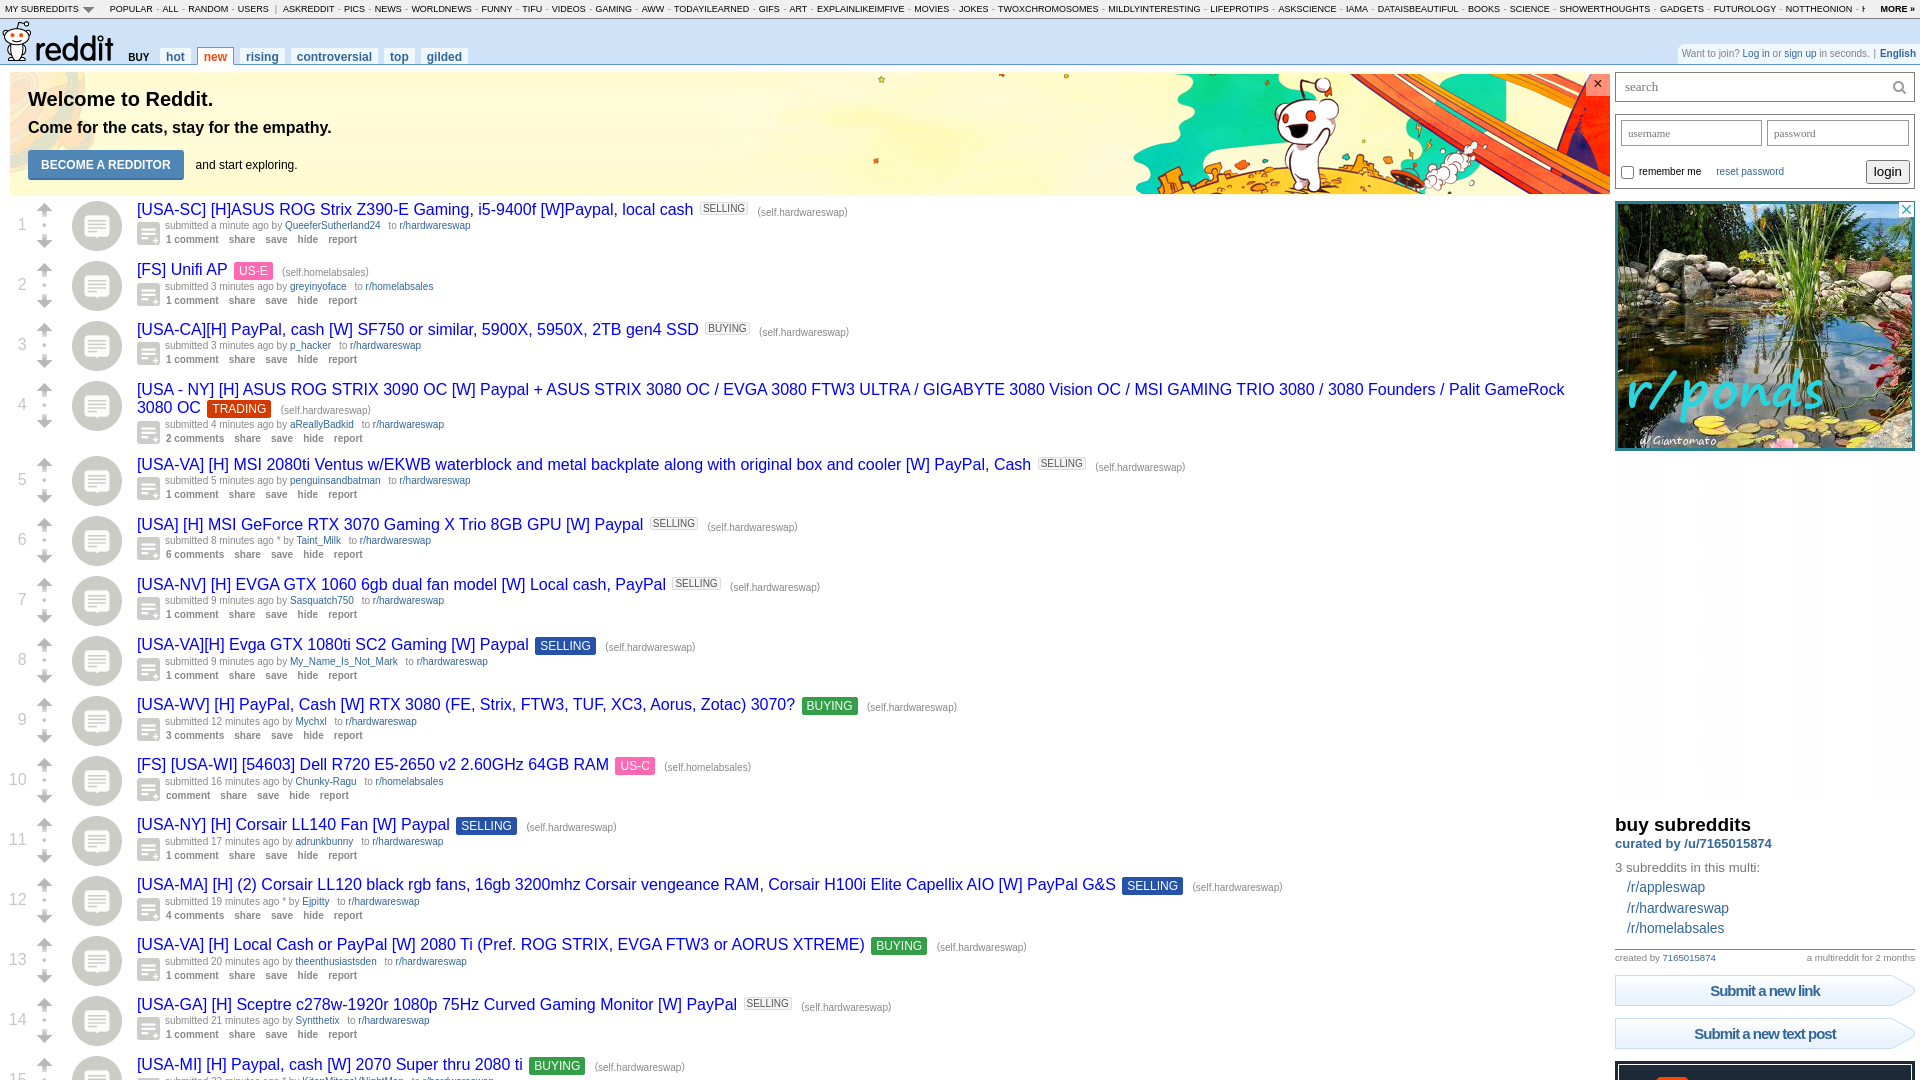 MY SUBREDDITS POPULAR - ALL - RANDOM - USERS | ASKREDDIT - PICS - NEWS - WORLDNEWS - FUNNY - TIFU - VIDEOS - GAMING - AWW - TODAYILEARNED - GIFS - ART - EXPLAINLIKEIMFIVE - MOVIES - JOKES - TWOXCHROMOSOMES - MILDLYINTERESTING - LIFEPROTIPS - ASKSCIENCE - IAMA - DATAISBEAUTIFUL - BOOKS - SCIENCE - SHOWERTHOUGHTS - GADGETS - FUTUROLOGY - NOTTHEONION - MORE »
reddit BUY hot new rising controversial top gilded
Want to join? Log in or sign up in seconds. | English
Welcome to Reddit.
Come for the cats, stay for the empathy.
BECOME A REDDITOR and start exploring.
×
search
username password
remember me reset password login
1
[USA-SC] [H]ASUS ROG Strix Z390-E Gaming, i5-9400f [W]Paypal, local cash SELLING (self.hardwareswap)
submitted a minute ago by QueeferSutherland24 to r/hardwareswap
1 comment share save hide report
2
[FS] Unifi AP US-E (self.homelabsales)
submitted 3 minutes ago by greyinyoface to r/homelabsales
1 comment share save hide report
3
[USA-CA][H] PayPal, cash [W] SF750 or similar, 5900X, 5950X, 2TB gen4 SSD BUYING (self.hardwareswap)
submitted 3 minutes ago by p_hacker to r/hardwareswap
1 comment share save hide report
4
[USA - NY] [H] ASUS ROG STRIX 3090 OC [W] Paypal + ASUS STRIX 3080 OC / EVGA 3080 FTW3 ULTRA / GIGABYTE 3080 Vision OC / MSI GAMING TRIO 3080 / 3080 Founders / Palit GameRock
3080 OC TRADING (self.hardwareswap)
submitted 4 minutes ago by aReallyBadkid to r/hardwareswap
2 comments share save hide report
5
[USA-VA] [H] MSI 2080ti Ventus w/EKWB waterblock and metal backplate along with original box and cooler [W] PayPal, Cash SELLING (self.hardwareswap)
submitted 5 minutes ago by penguinsandbatman to r/hardwareswap
1 comment share save hide report
6
[USA] [H] MSI GeForce RTX 3070 Gaming X Trio 8GB GPU [W] Paypal SELLING (self.hardwareswap)
submitted 8 minutes ago * by Taint_Milk to r/hardwareswap
6 comments share save hide report
7
[USA-NV] [H] EVGA GTX 1060 6gb dual fan model [W] Local cash, PayPal SELLING (self.hardwareswap)
submitted 9 minutes ago by Sasquatch750 to r/hardwareswap
1 comment share save hide report
8
[USA-VA][H] Evga GTX 1080ti SC2 Gaming [W] Paypal SELLING (self.hardwareswap)
submitted 9 minutes ago by My_Name_Is_Not_Mark to r/hardwareswap
1 comment share save hide report
9
[USA-WV] [H] PayPal, Cash [W] RTX 3080 (FE, Strix, FTW3, TUF, XC3, Aorus, Zotac) 3070? BUYING (self.hardwareswap)
submitted 12 minutes ago by Mychxl to r/hardwareswap
3 comments share save hide report
10
[FS] [USA-WI] [54603] Dell R720 E5-2650 v2 2.60GHz 64GB RAM US-C (self.homelabsales)
submitted 16 minutes ago by Chunky-Ragu to r/homelabsales
comment share save hide report
11
[USA-NY] [H] Corsair LL140 Fan [W] Paypal SELLING (self.hardwareswap)
submitted 17 minutes ago by adrunkbunny to r/hardwareswap
1 comment share save hide report
12
[USA-MA] [H] (2) Corsair LL120 black rgb fans, 16gb 3200mhz Corsair vengeance RAM, Corsair H100i Elite Capellix AIO [W] PayPal G&S SELLING (self.hardwareswap)
submitted 19 minutes ago * by Ejpitty to r/hardwareswap
4 comments share save hide report
13
[USA-VA] [H] Local Cash or PayPal [W] 2080 Ti (Pref. ROG STRIX, EVGA FTW3 or AORUS XTREME) BUYING (self.hardwareswap)
submitted 20 minutes ago by theenthusiastsden to r/hardwareswap
1 comment share save hide report
14
[USA-GA] [H] Sceptre c278w-1920r 1080p 75Hz Curved Gaming Monitor [W] PayPal SELLING (self.hardwareswap)
submitted 21 minutes ago by Syntthetix to r/hardwareswap
1 comment share save hide report
15
[USA-MI] [H] Paypal, cash [W] 2070 Super thru 2080 ti BUYING (self.hardwareswap)
r/ponds
u/Giantomato
buy subreddits
curated by /u/7165015874
3 subreddits in this multi:
/r/appleswap
/r/hardwareswap
/r/homelabsales
created by 7165015874 a multireddit for 2 months
Submit a new link
Submit a new text post